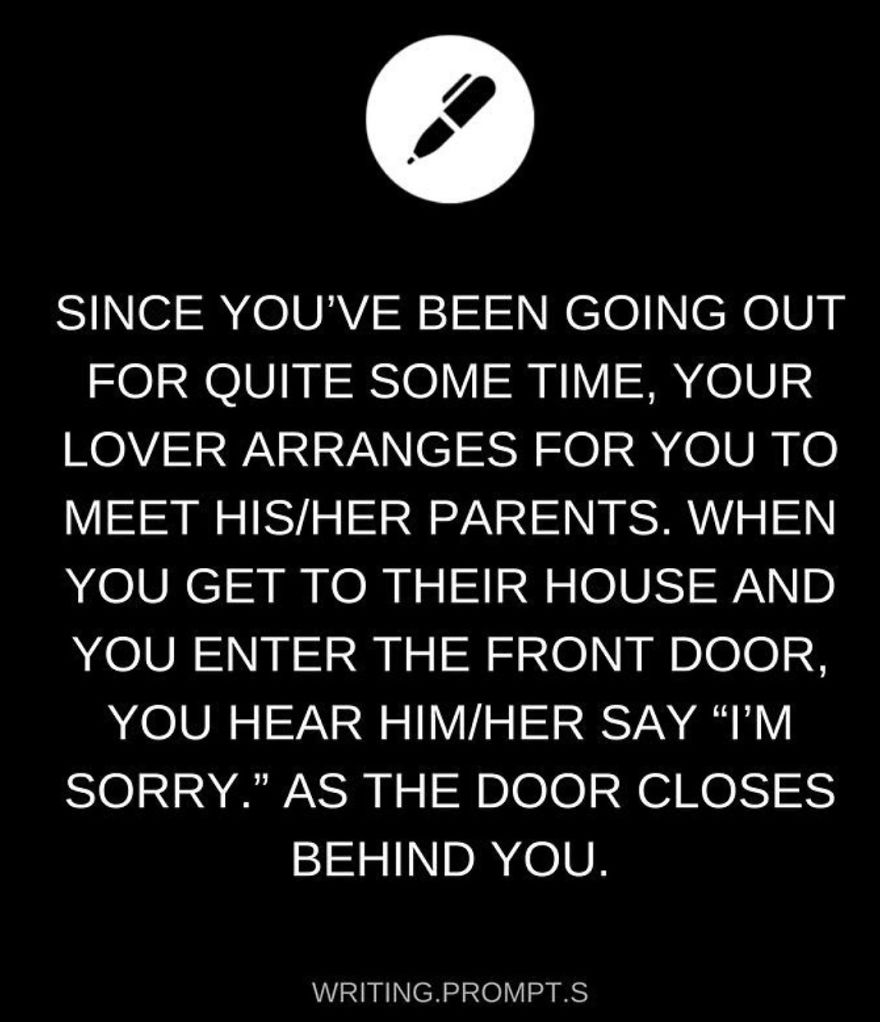 SINCE YOU’VE BEEN GOING OUT
FOR QUITE SOME TIME, YOUR
LOVER ARRANGES FOR YOU TO
MEET HIS/HER PARENTS. WHEN
YOU GET TO THEIR HOUSE AND
YOU ENTER THE FRONT DOOR,
YOU HEAR HIM/HER SAY “I’M
SORRY.” AS THE DOOR CLOSES
BEHIND YOU.
WRITING.PROMPT.S